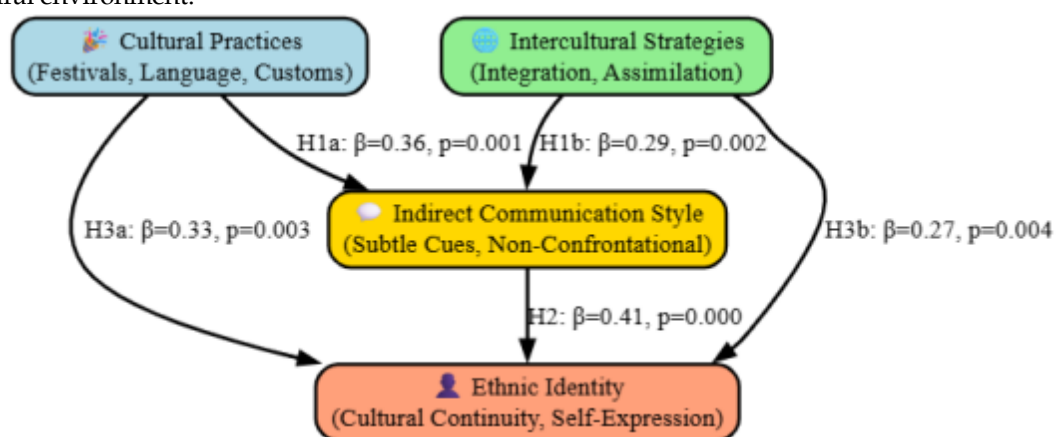 Cultural Practices
(Festivals, Language, Customs)
Intercultural Strategies
(Integration, Assimilation)
H1a: β=0.36, p=0.001
H1b: β=0.29, p=0.002
Indirect Communication Style
(Subtle Cues, Non-Confrontational)
H3a: β=0.33, p=0.003
H3b: β=0.27, p=0.004
H2: β=0.41, p=0.000
Ethnic Identity
(Cultural Continuity, Self-Expression)